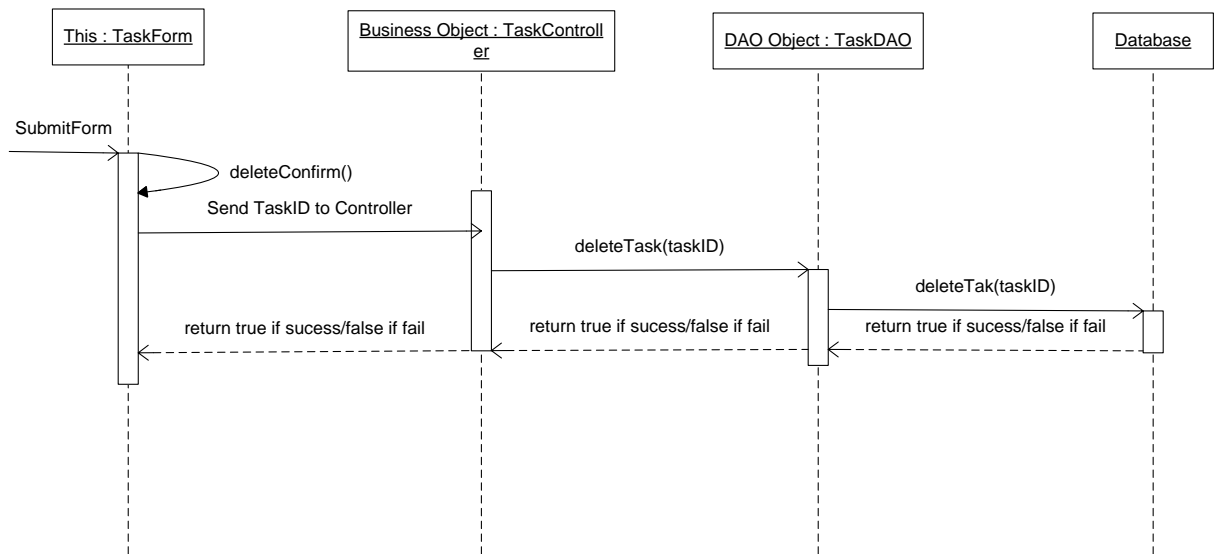 This : TaskForm
Business Object : TaskControll
er
DAO Object : TaskDAO
Database
SubmitForm
deleteConfirm()
Send TaskID to Controller
deleteTask(taskID)
deleteTak(taskID)
return true if sucess/false if fail
return true if sucess/false if fail
return true if sucess/false if fail